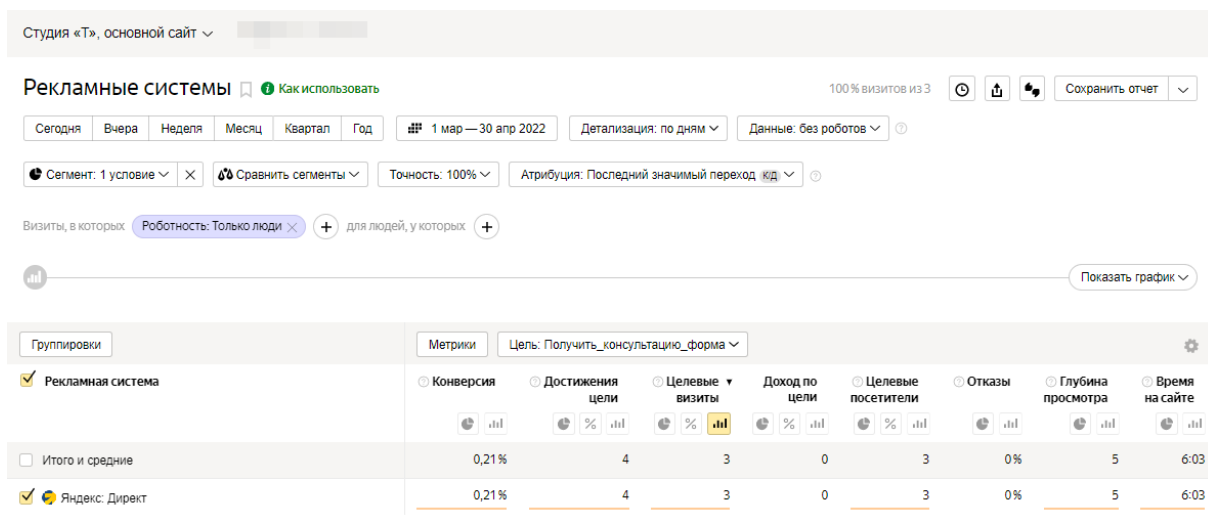 Студия «Т», основной сайт
Рекламные системы Как использовать 100 % визитов из 3 Сохранить отчет
Сегодня Вчера Неделя Месяц Квартал Год 1 мар — 30 апр 2022 Детализация: по дням Данные: без роботов
Сегмент: 1 условие Сравнить сегменты Точность: 100% Атрибуция: Последний значимый переход к/д
Визиты, в которых Роботность: Только люди для людей, у которых
Показать график
Группировки Метрики Цель: Получить_консультацию_форма
Рекламная система Конверсия Достижения цели Целевые визиты Доход по цели Целевые посетители Отказы Глубина просмотра Время на сайте
% % % %
Итого и средние 0,21 % 4 3 0 3 0 % 5 6:03
Яндекс: Директ 0,21 % 4 3 0 3 0 % 5 6:03